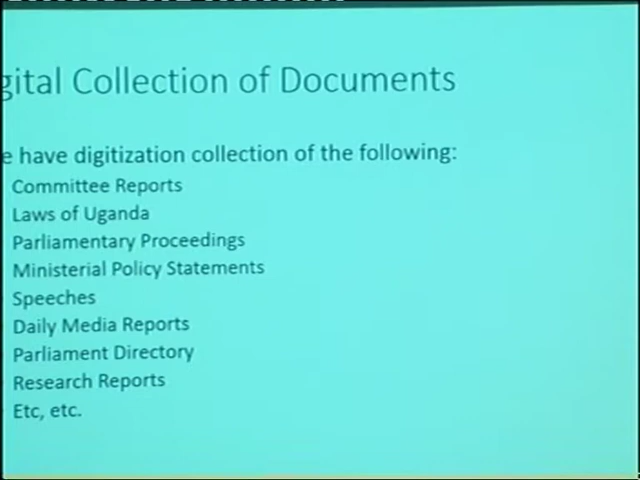 gital Collection of Documents
e have digitization collection of the following:
Committee Reports
Laws of Uganda
Parliamentary Proceedings
Ministerial Policy Statements
Speeches
Daily Media Reports
Parliament Directory
Research Reports
Etc, etc.